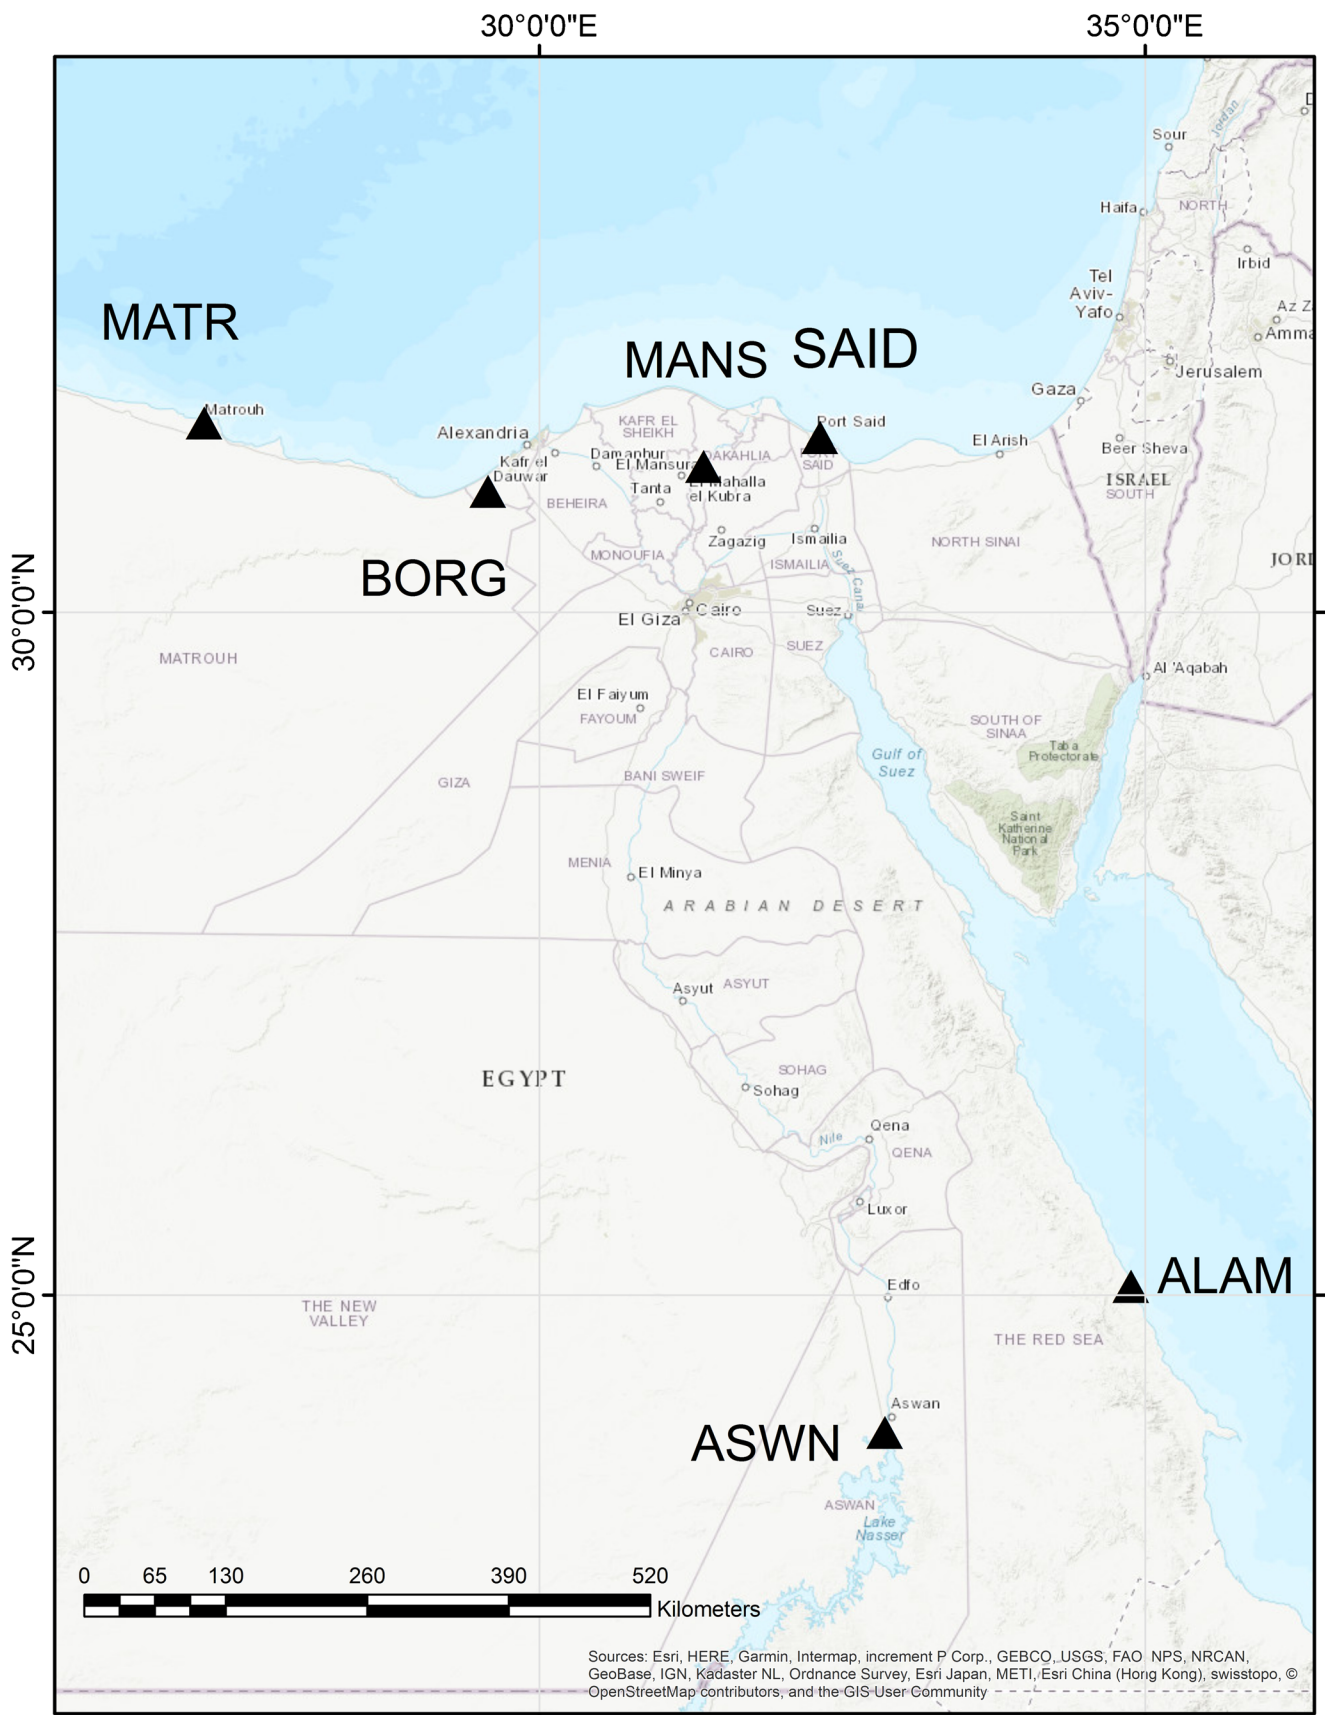 30°0'0"E
35°0'0"E
Sour
Jordan
Haifa
NORTH
Irbid
Tel
Aviv-
Yafo
Az Z
Amma
MATR
MANS
SAID
Jerusalem
Gaza
Matrouh
Port Said
KAFR EL
SHEIKH
Alexandria
El Arish
Beer Sheva
Damanhur
DAKAHLIA
Kafr el
Dauwar
El Mansura
SAID
ISRAEL
SOUTH
El Mahalla
el Kubra
Tanta
BEHEIRA
Zagazig
Ismailia
NORTH SINAI
MONOUFIA
ISMAILIA
Suez Canal
JORD
BORG
30°0'0"N
Cairo
El Giza
Suez
CAIRO
SUEZ
MATROUH
Al 'Aqabah
El Faiyum
FAYOUM
SOUTH OF
SINAA
Taba
Protectorate
Gulf of
Suez
GIZA
BANI SWEIF
Saint
Katherine
National
Park
MENIA
El Minya
ARABIAN DESERT
Asyut
ASYUT
EGYPT
SOHAG
Sohag
Qena
Nile
QENA
Luxor
25°0'0"N
Edfo
ALAM
THE NEW
VALLEY
THE RED SEA
Aswan
ASWN
ASWAN
Lake
Nasser
0 65 130 260 390 520
Kilometers
Sources: Esri, HERE, Garmin, Intermap, increment P Corp., GEBCO, USGS, FAO, NPS, NRCAN,
GeoBase, IGN, Kadaster NL, Ordnance Survey, Esri Japan, METI, Esri China (Hong Kong), swisstopo, ©
OpenStreetMap contributors, and the GIS User Community